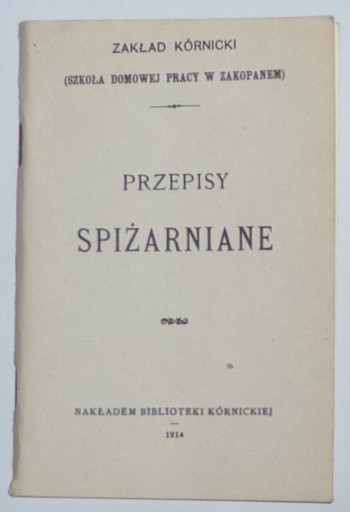 ZAKŁAD KÓRNICKI
(SZKOŁA DOMOWEJ PRACY W ZAKOPANEM)
PRZEPISY
SPIŻARNIANE
NAKŁADEM BIBLIOTEKI KÓRNICKIEJ
1914